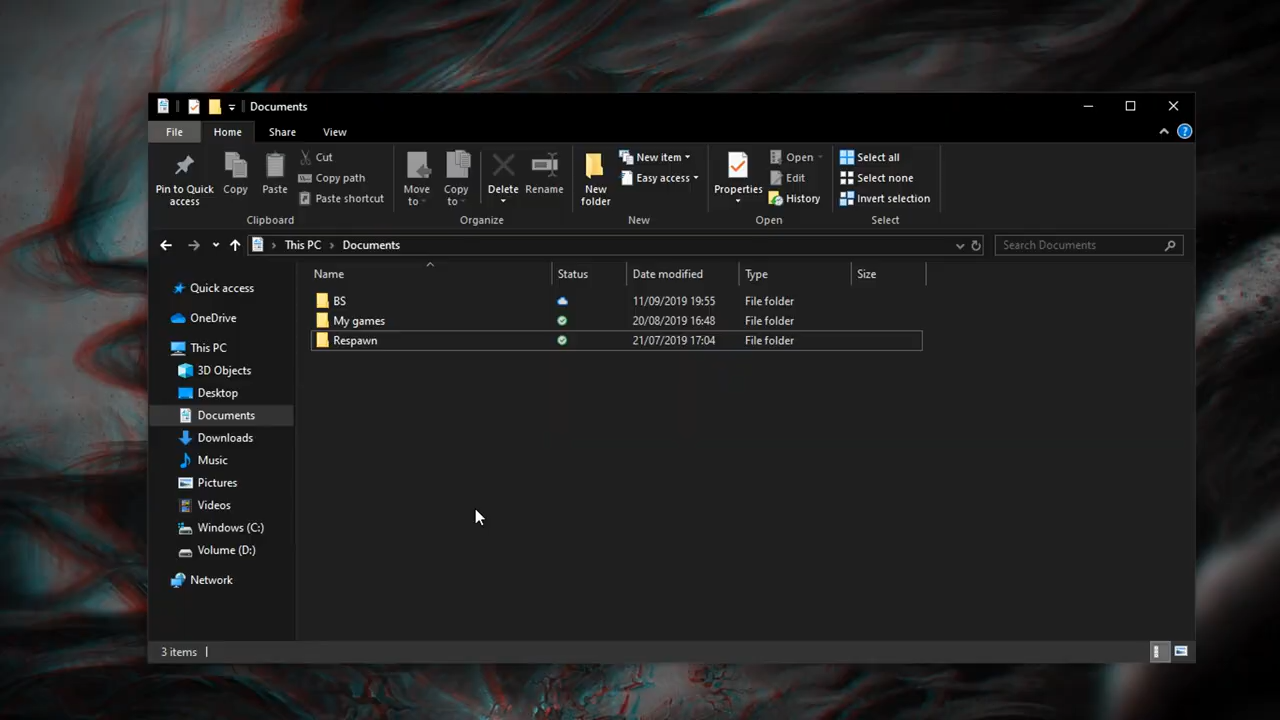 Documents
File Home Share View
Pin to Quick access
Copy
Paste
Cut
Copy path
Paste shortcut
Clipboard
Move to
Copy to
Delete
Rename
Organize
New folder
New item
Easy access
New
Properties
Open
Edit
History
Open
Select all
Select none
Invert selection
Select
This PC > Documents
Search Documents
Quick access
OneDrive
This PC
3D Objects
Desktop
Documents
Downloads
Music
Pictures
Videos
Windows (C:)
Volume (D:)
Network
Name Status Date modified Type Size
BS 11/09/2019 19:55 File folder
My games 20/08/2019 16:48 File folder
Respawn 21/07/2019 17:04 File folder
3 items